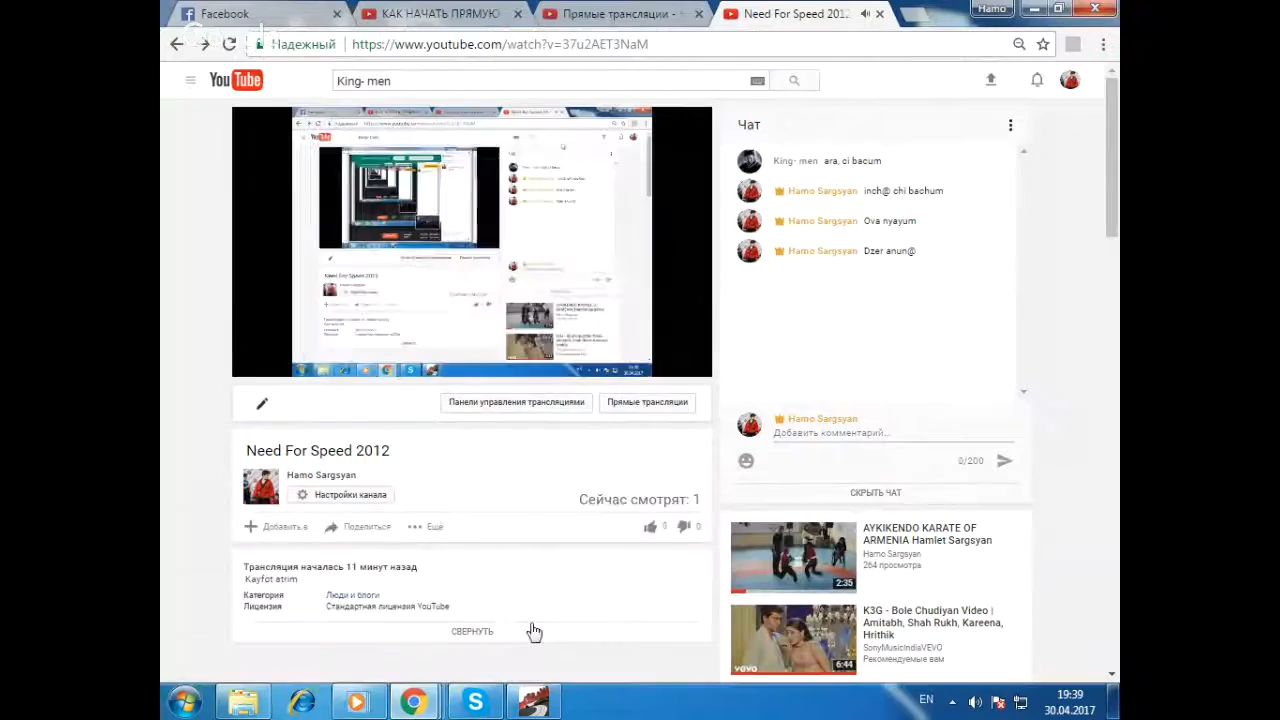 Facebook
КАК НАЧАТЬ ПРЯМУЮ
Прямые трансляции -
Need For Speed 2012
Hamo
Надежный
https://www.youtube.com/watch?v=37u2AET3NaM
YouTube
King- men
Чат
King- men ara, ci bacum
Hamo Sargsyan inch@ chi bachum
Hamo Sargsyan Ova nyayum
Hamo Sargsyan Dzer anun@
Hamo Sargsyan
Добавить комментарий...
0/200
СКРЫТЬ ЧАТ
Панели управления трансляциями
Прямые трансляции
Need For Speed 2012
Hamo Sargsyan
Настройки канала
Сейчас смотрят: 1
Добавить в
Поделиться
Ещё
0
0
Трансляция началась 11 минут назад
Kayfot atrim
Категория Люди и блоги
Лицензия Стандартная лицензия YouTube
СВЕРНУТЬ
AYKIKENDO KARATE OF
ARMENIA Hamlet Sargsyan
Hamo Sargsyan
264 просмотра
2:35
K3G - Bole Chudiyan Video |
Amitabh, Shah Rukh, Kareena,
Hrithik
SonyMusicIndiaVEVO
Рекомендуемые вам
vevo
6:44
EN
19:39
30.04.2017